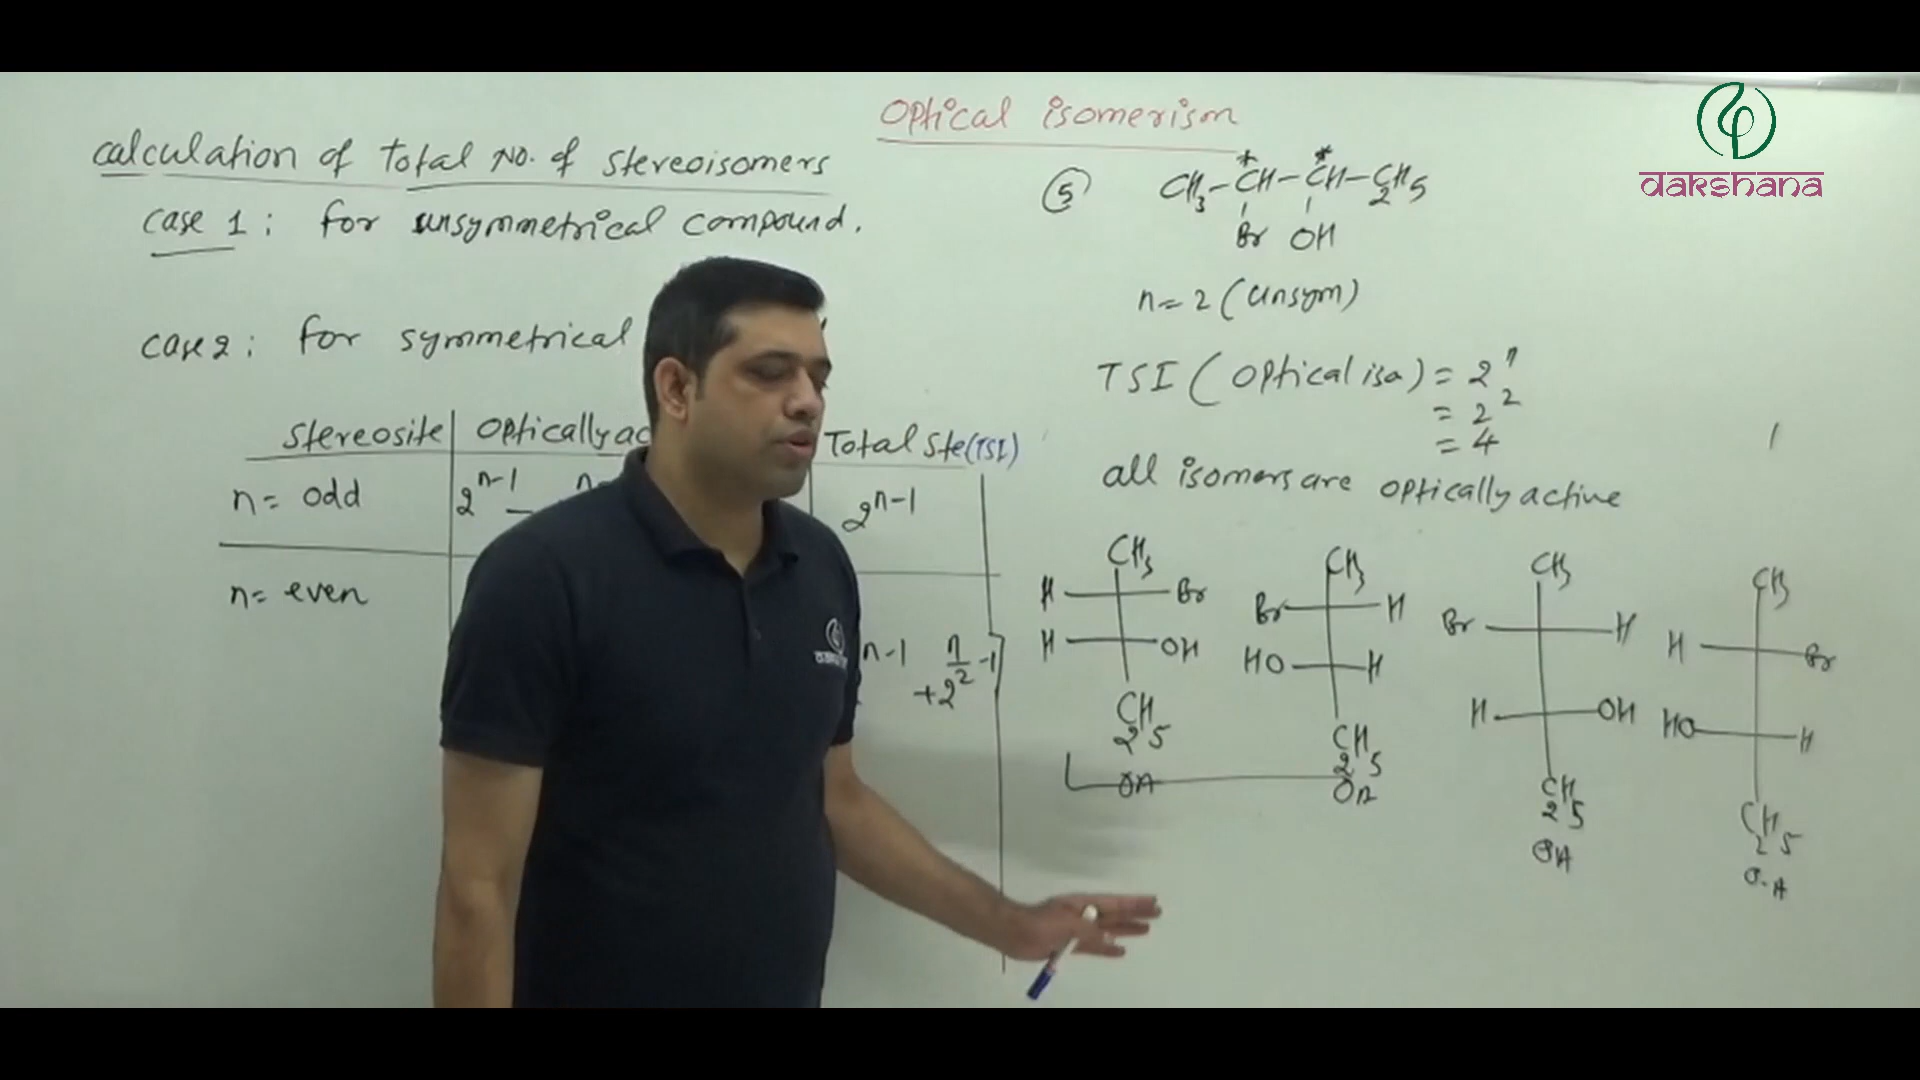 Optical isomerism
dakshana
calculation of total No. of stereoisomers
case 1: for unsymmetrical compound.
case 2: for symmetrical
stereosite | optically ac | Total Ste(TSI)
n = odd 2^(n-1) – 2^(n-1)
n = even n-1 + 2^(n/2 - 1)
⑤ CH3-*CH-*CH-C2H5
Br OH
n = 2 (unsym)
TSI (optical iso) = 2^n
= 2^2
= 4
all isomers are optically active
CH3 CH3 CH3 CH3
H Br Br H Br H H Br
H OH HO H H OH HO H
C2H5 C2H5 C2H5 C2H5
OA OA OA O.A